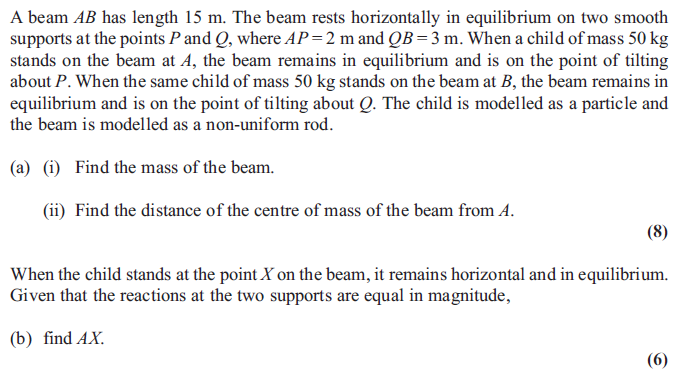 A beam AB has length 15 m. The beam rests horizontally in equilibrium on two smooth
supports at the points P and Q, where AP = 2 m and QB = 3 m. When a child of mass 50 kg
stands on the beam at A, the beam remains in equilibrium and is on the point of tilting
about P. When the same child of mass 50 kg stands on the beam at B, the beam remains in
equilibrium and is on the point of tilting about Q. The child is modelled as a particle and
the beam is modelled as a non-uniform rod.
(a) (i) Find the mass of the beam.
(ii) Find the distance of the centre of mass of the beam from A.
(8)
When the child stands at the point X on the beam, it remains horizontal and in equilibrium.
Given that the reactions at the two supports are equal in magnitude,
(b) find AX.
(6)